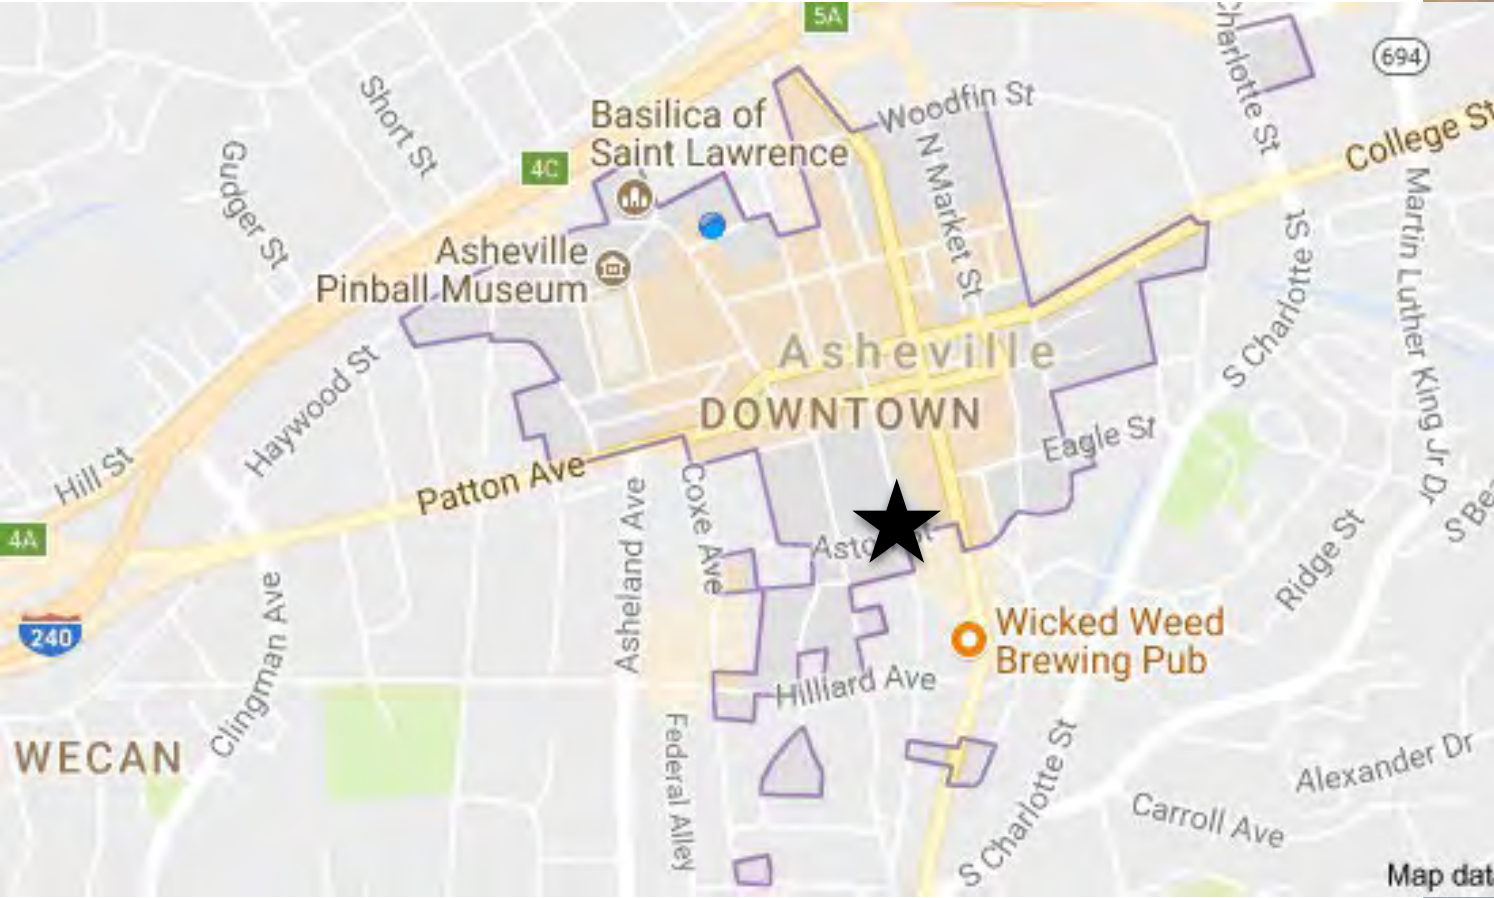 5A
694
Charlotte St
Woodfin St
Basilica of
Saint Lawrence
4C
College St
Short St
Gudger St
N Market St
Martin Luther King Jr Dr
Asheville
Pinball Museum
S Charlotte St
Asheville
DOWNTOWN
Haywood St
Eagle St
Hill St
Patton Ave
Coxe Ave
Asheland Ave
4A
Ridge St
240
Clingman Ave
Wicked Weed
Brewing Pub
Hilliard Ave
Federal Alley
WECAN
S Charlotte St
Alexander Dr
Carroll Ave
Map dat